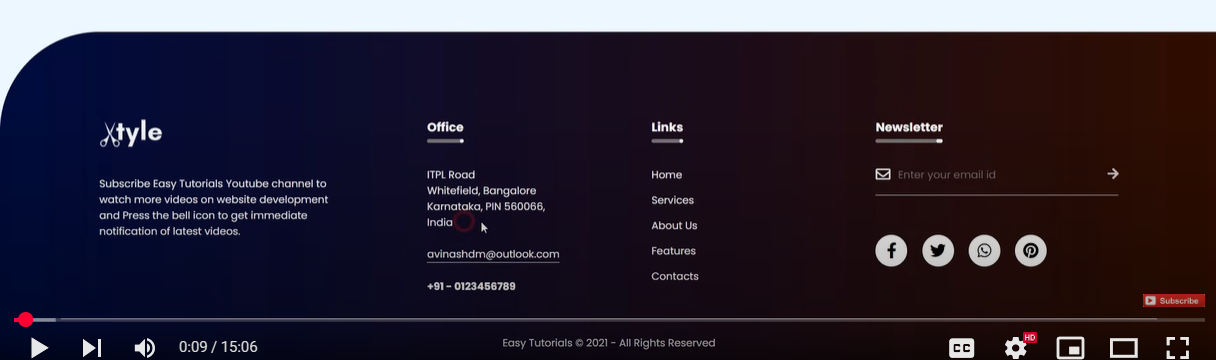 Style
Subscribe Easy Tutorials Youtube channel to
watch more videos on website development
and Press the bell icon to get immediate
notification of latest videos.
Office
ITPL Road
Whitefield, Bangalore
Karnataka, PIN 560066,
India
avinashdm@outlook.com
+91 - 0123456789
Links
Home
Services
About Us
Features
Contacts
Newsletter
Enter your email id
Subscribe
Easy Tutorials © 2021 - All Rights Reserved
0:09 / 15:06
CC
HD